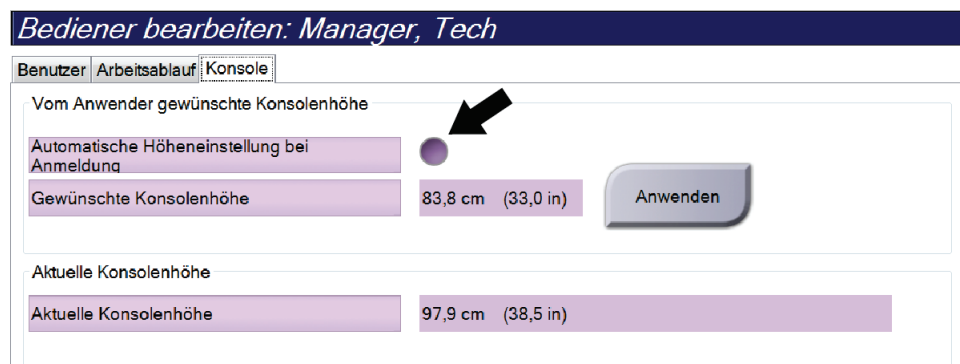 Bediener bearbeiten: Manager, Tech
Benutzer Arbeitsablauf Konsole
Vom Anwender gewünschte Konsolenhöhe
Automatische Höheneinstellung bei
Anmeldung
Gewünschte Konsolenhöhe 83,8 cm (33,0 in) Anwenden
Aktuelle Konsolenhöhe
Aktuelle Konsolenhöhe 97,9 cm (38,5 in)